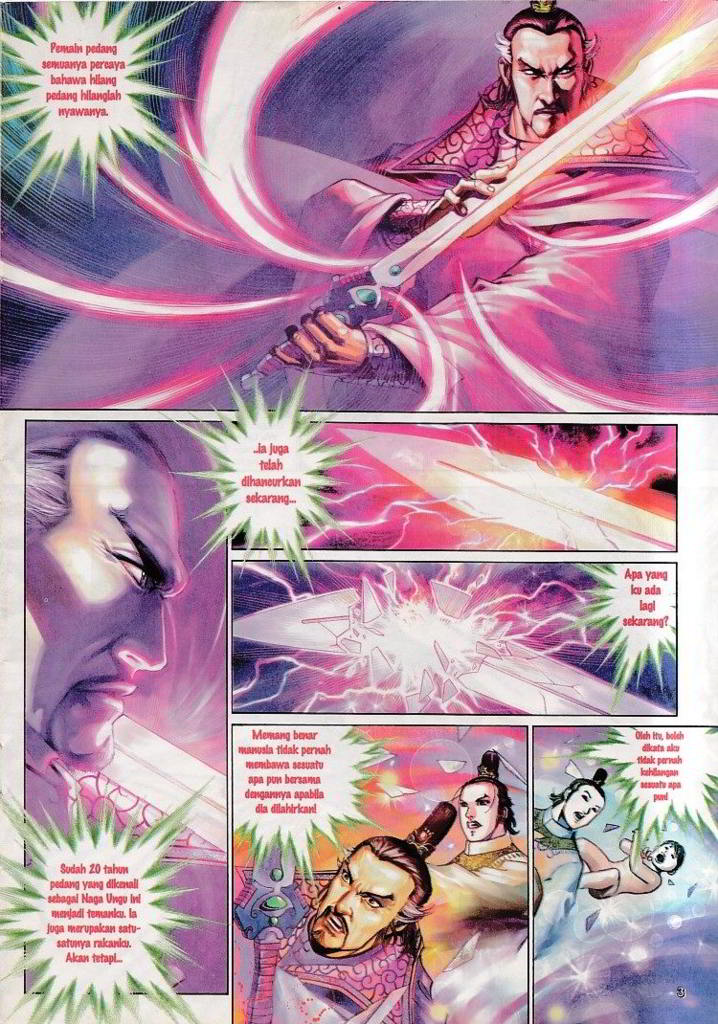 Pemain pedang
semuanya percaya
bahawa hilang
pedang hilanglah
nyawanya.
Sudah 20 tahun
pedang yang dikenali
sebagai Naga Ungu ini
menjadi temanku. Ia
juga merupakan satu-
satunya rakanku.
Akan tetapi...
..ia juga
telah
dihancurkan
sekarang...
Apa yang
ku ada
lagi
sekarang?
Memang benar
manusia tidak pernah
membawa sesuatu
apa pun bersama
dengannya apabila
dia dilahirkan!
Oleh itu, boleh
dikata aku
tidak pernah
kehilangan
sesuatu apa
pun!
3